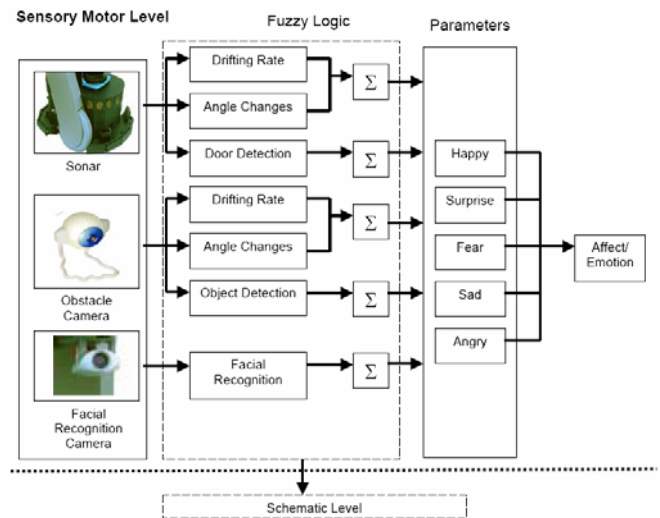 Sensory Motor Level
Fuzzy Logic
Parameters
Sonar
Obstacle
Camera
Facial
Recognition
Camera
Drifting Rate
Angle Changes
Σ
Door Detection
Σ
Drifting Rate
Angle Changes
Σ
Object Detection
Σ
Facial
Recognition
Σ
Happy
Surprise
Fear
Sad
Angry
Affect/
Emotion
Schematic Level